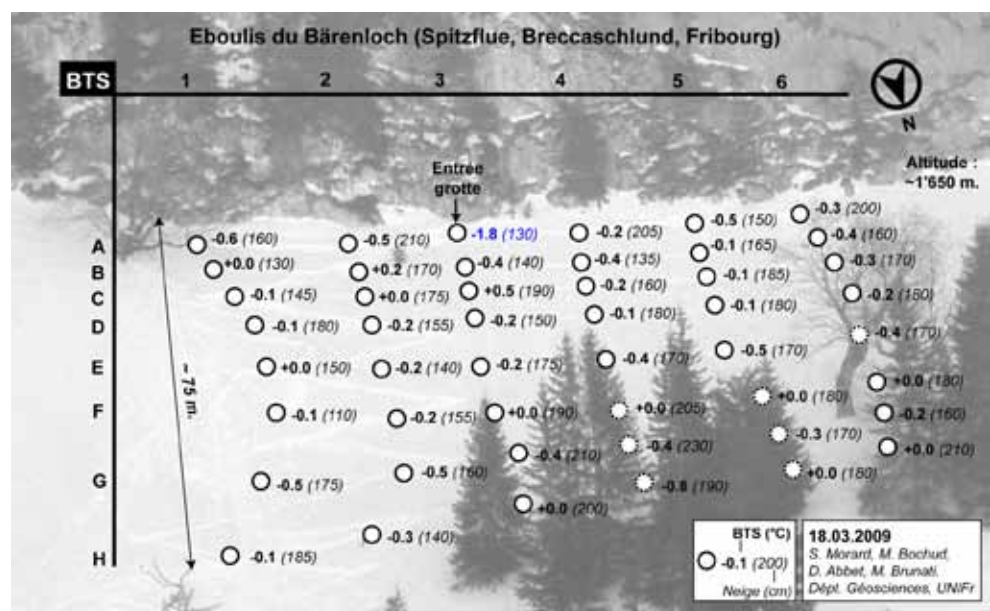 Eboulis du Bärenloch (Spitzflue, Breccaschlund, Fribourg)
BTS 1 2 3 4 5 6
N
Altitude :
~1'650 m.
Entrée
grotte
A -0.6 (160) -0.5 (210) -1.8 (130) -0.2 (205) -0.5 (150) -0.3 (200)
B +0.0 (130) +0.2 (170) -0.4 (140) -0.4 (135) -0.1 (165) -0.4 (160)
C -0.1 (145) +0.0 (175) +0.5 (190) -0.2 (160) -0.1 (185) -0.3 (170)
D -0.1 (180) -0.2 (155) -0.2 (150) -0.1 (180) -0.1 (180) -0.2 (180)
-0.4 (170)
E +0.0 (150) -0.2 (140) -0.2 (175) -0.4 (170) -0.5 (170) +0.0 (180)
~ 75 m.
F -0.1 (110) -0.2 (155) +0.0 (190) +0.0 (205) +0.0 (180) -0.2 (160)
-0.4 (210) -0.4 (230) -0.3 (170) +0.0 (210)
G -0.5 (175) -0.5 (160) +0.0 (200) -0.8 (190) +0.0 (180)
H -0.1 (185) -0.3 (140)
BTS (°C)
-0.1 (200)
Neige (cm)
18.03.2009
S. Morard, M. Bochud,
D. Abbet, M. Brunati.
Dépt. Géosciences, UNIFr